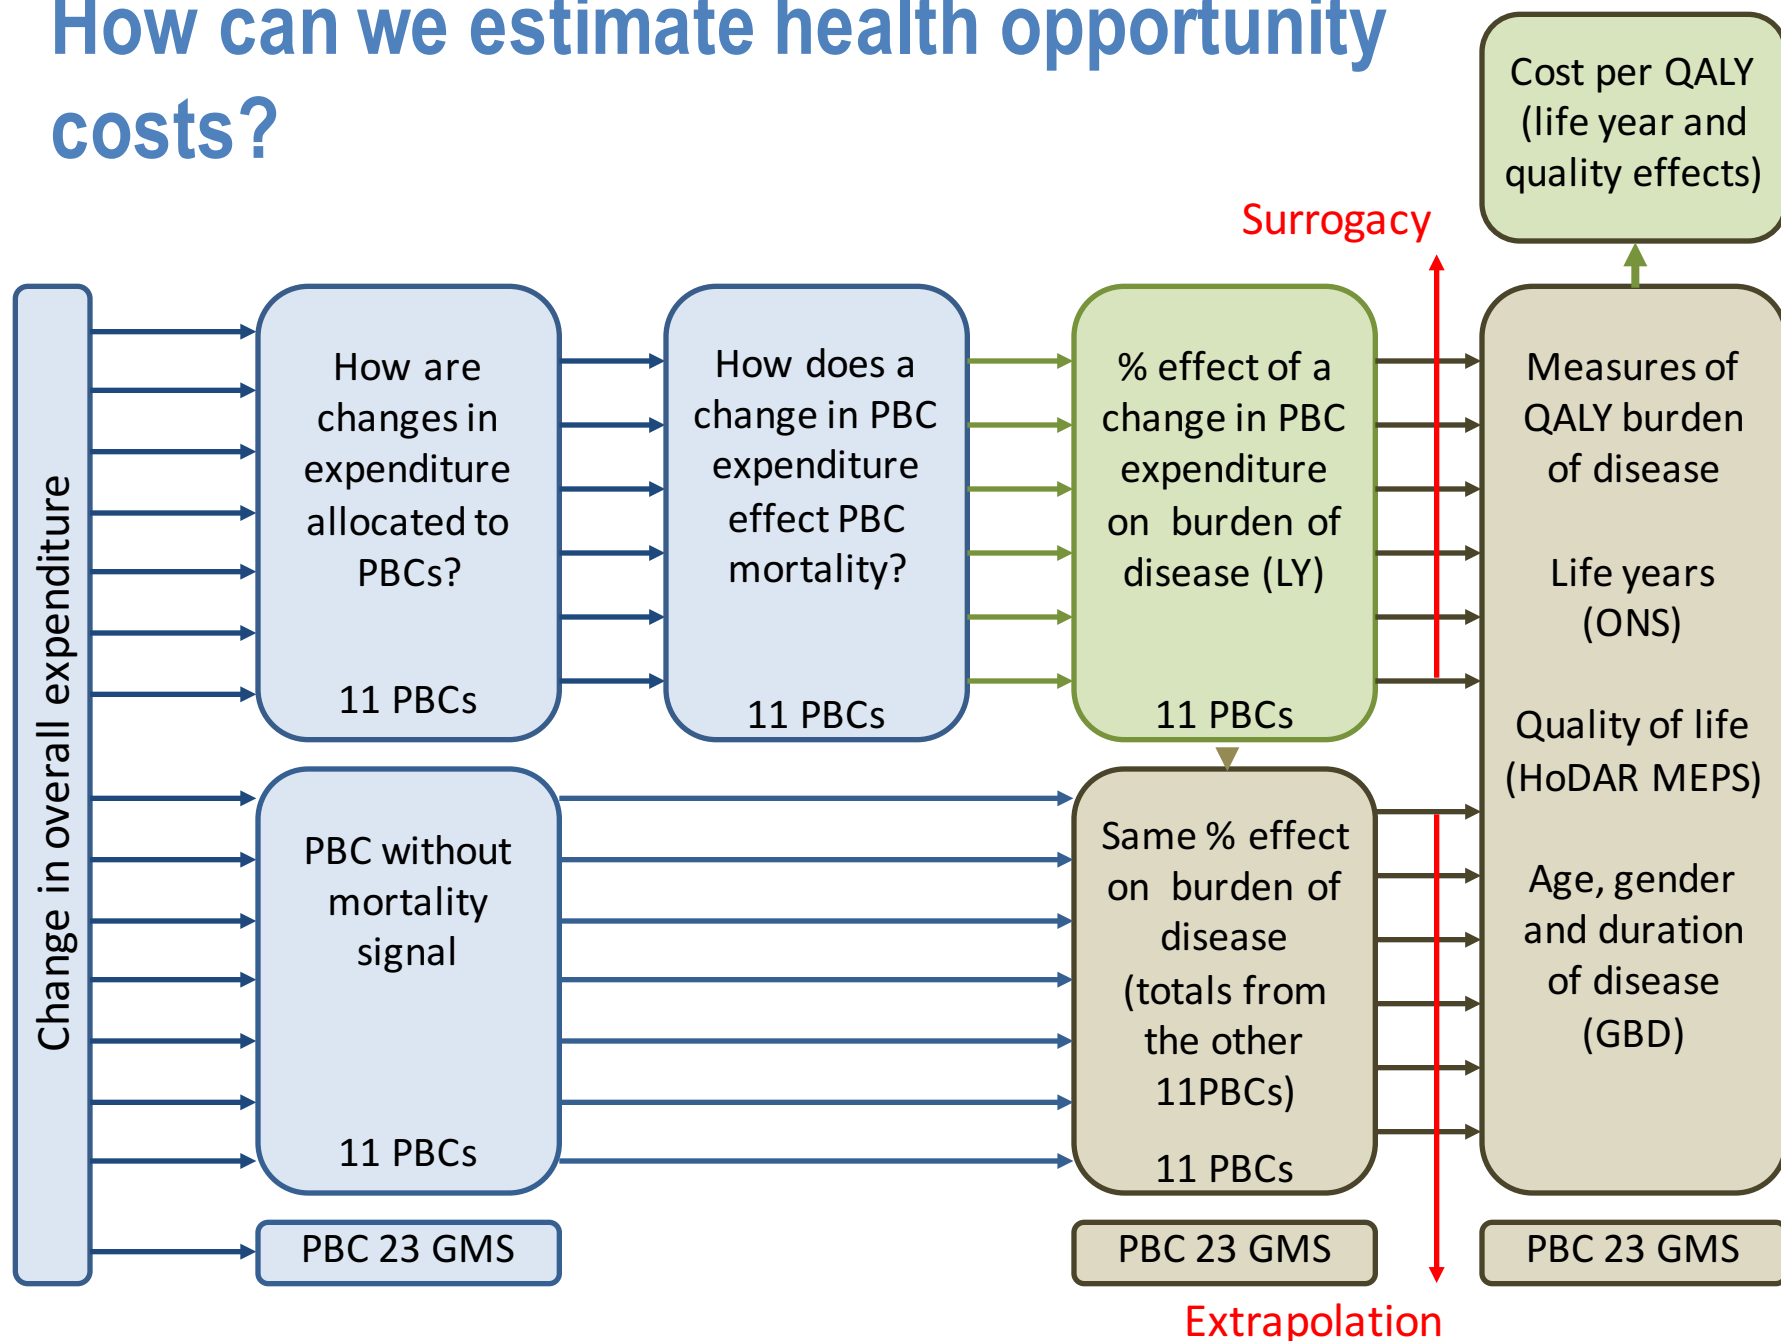 How can we estimate health opportunity
costs?
Cost per QALY
(life year and
quality effects)
Surrogacy
Change in overall expenditure
How are
changes in
expenditure
allocated to
PBCs?
11 PBCs
How does a
change in PBC
expenditure
effect PBC
mortality?
11 PBCs
% effect of a
change in PBC
expenditure
on burden of
disease (LY)
11 PBCs
Measures of
QALY burden
of disease
Life years
(ONS)
Quality of life
(HoDAR MEPS)
Age, gender
and duration
of disease
(GBD)
PBC without
mortality
signal
11 PBCs
Same % effect
on burden of
disease
(totals from
the other
11PBCs)
11 PBCs
PBC 23 GMS
PBC 23 GMS
PBC 23 GMS
Extrapolation